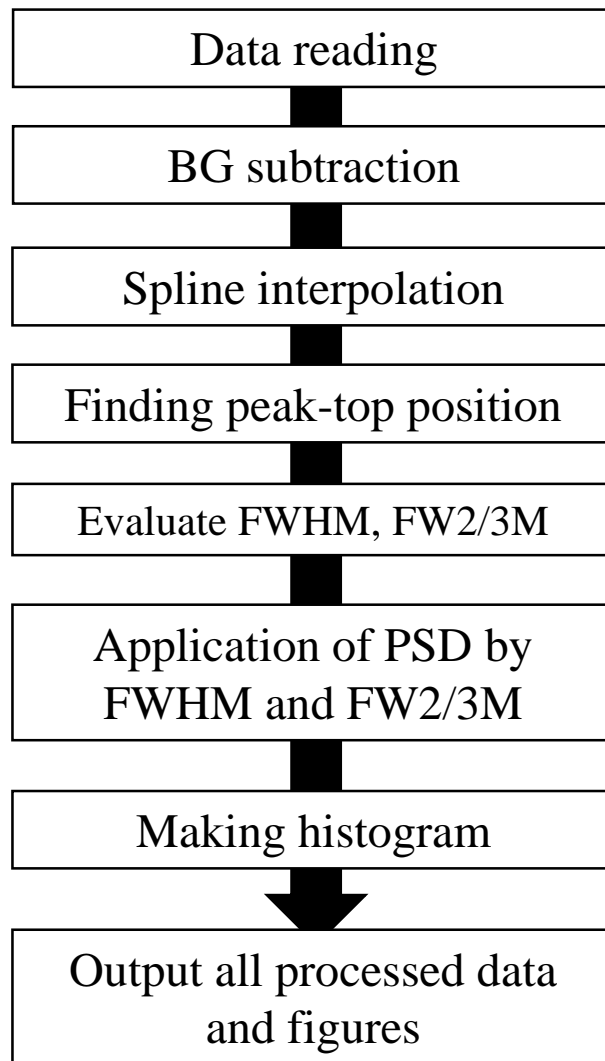 Data reading
BG subtraction
Spline interpolation
Finding peak-top position
Evaluate FWHM, FW2/3M
Application of PSD by
FWHM and FW2/3M
Making histogram
Output all processed data
and figures